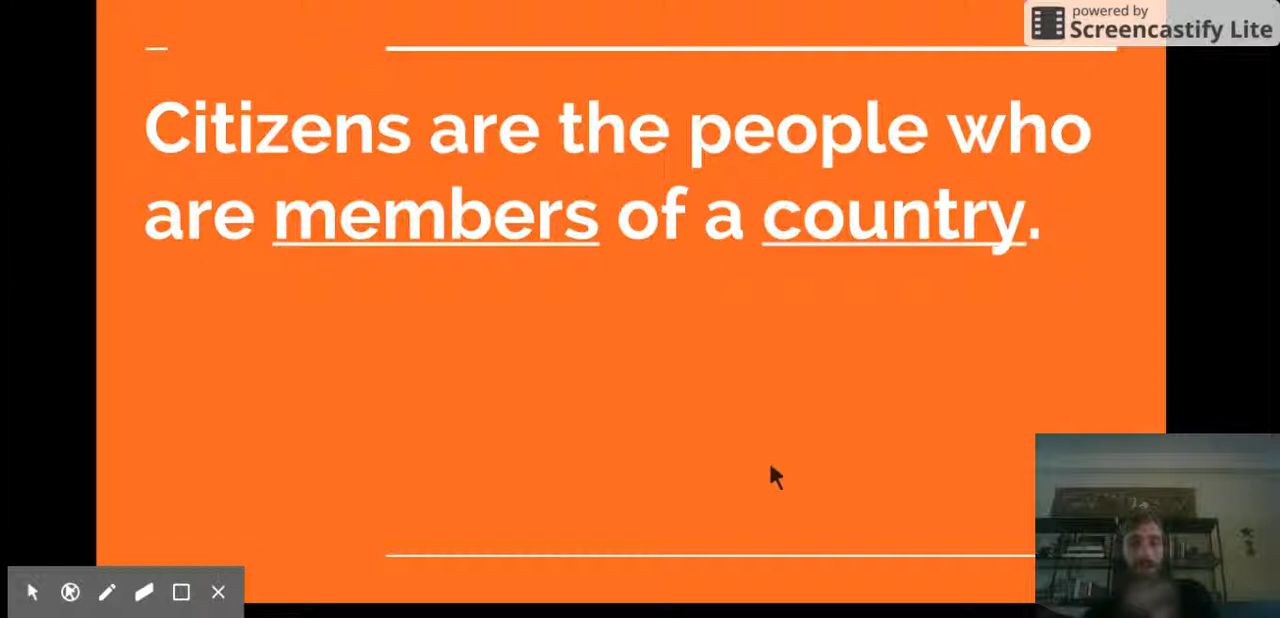 powered by
Screencastify Lite
Citizens are the people who
are members of a country.